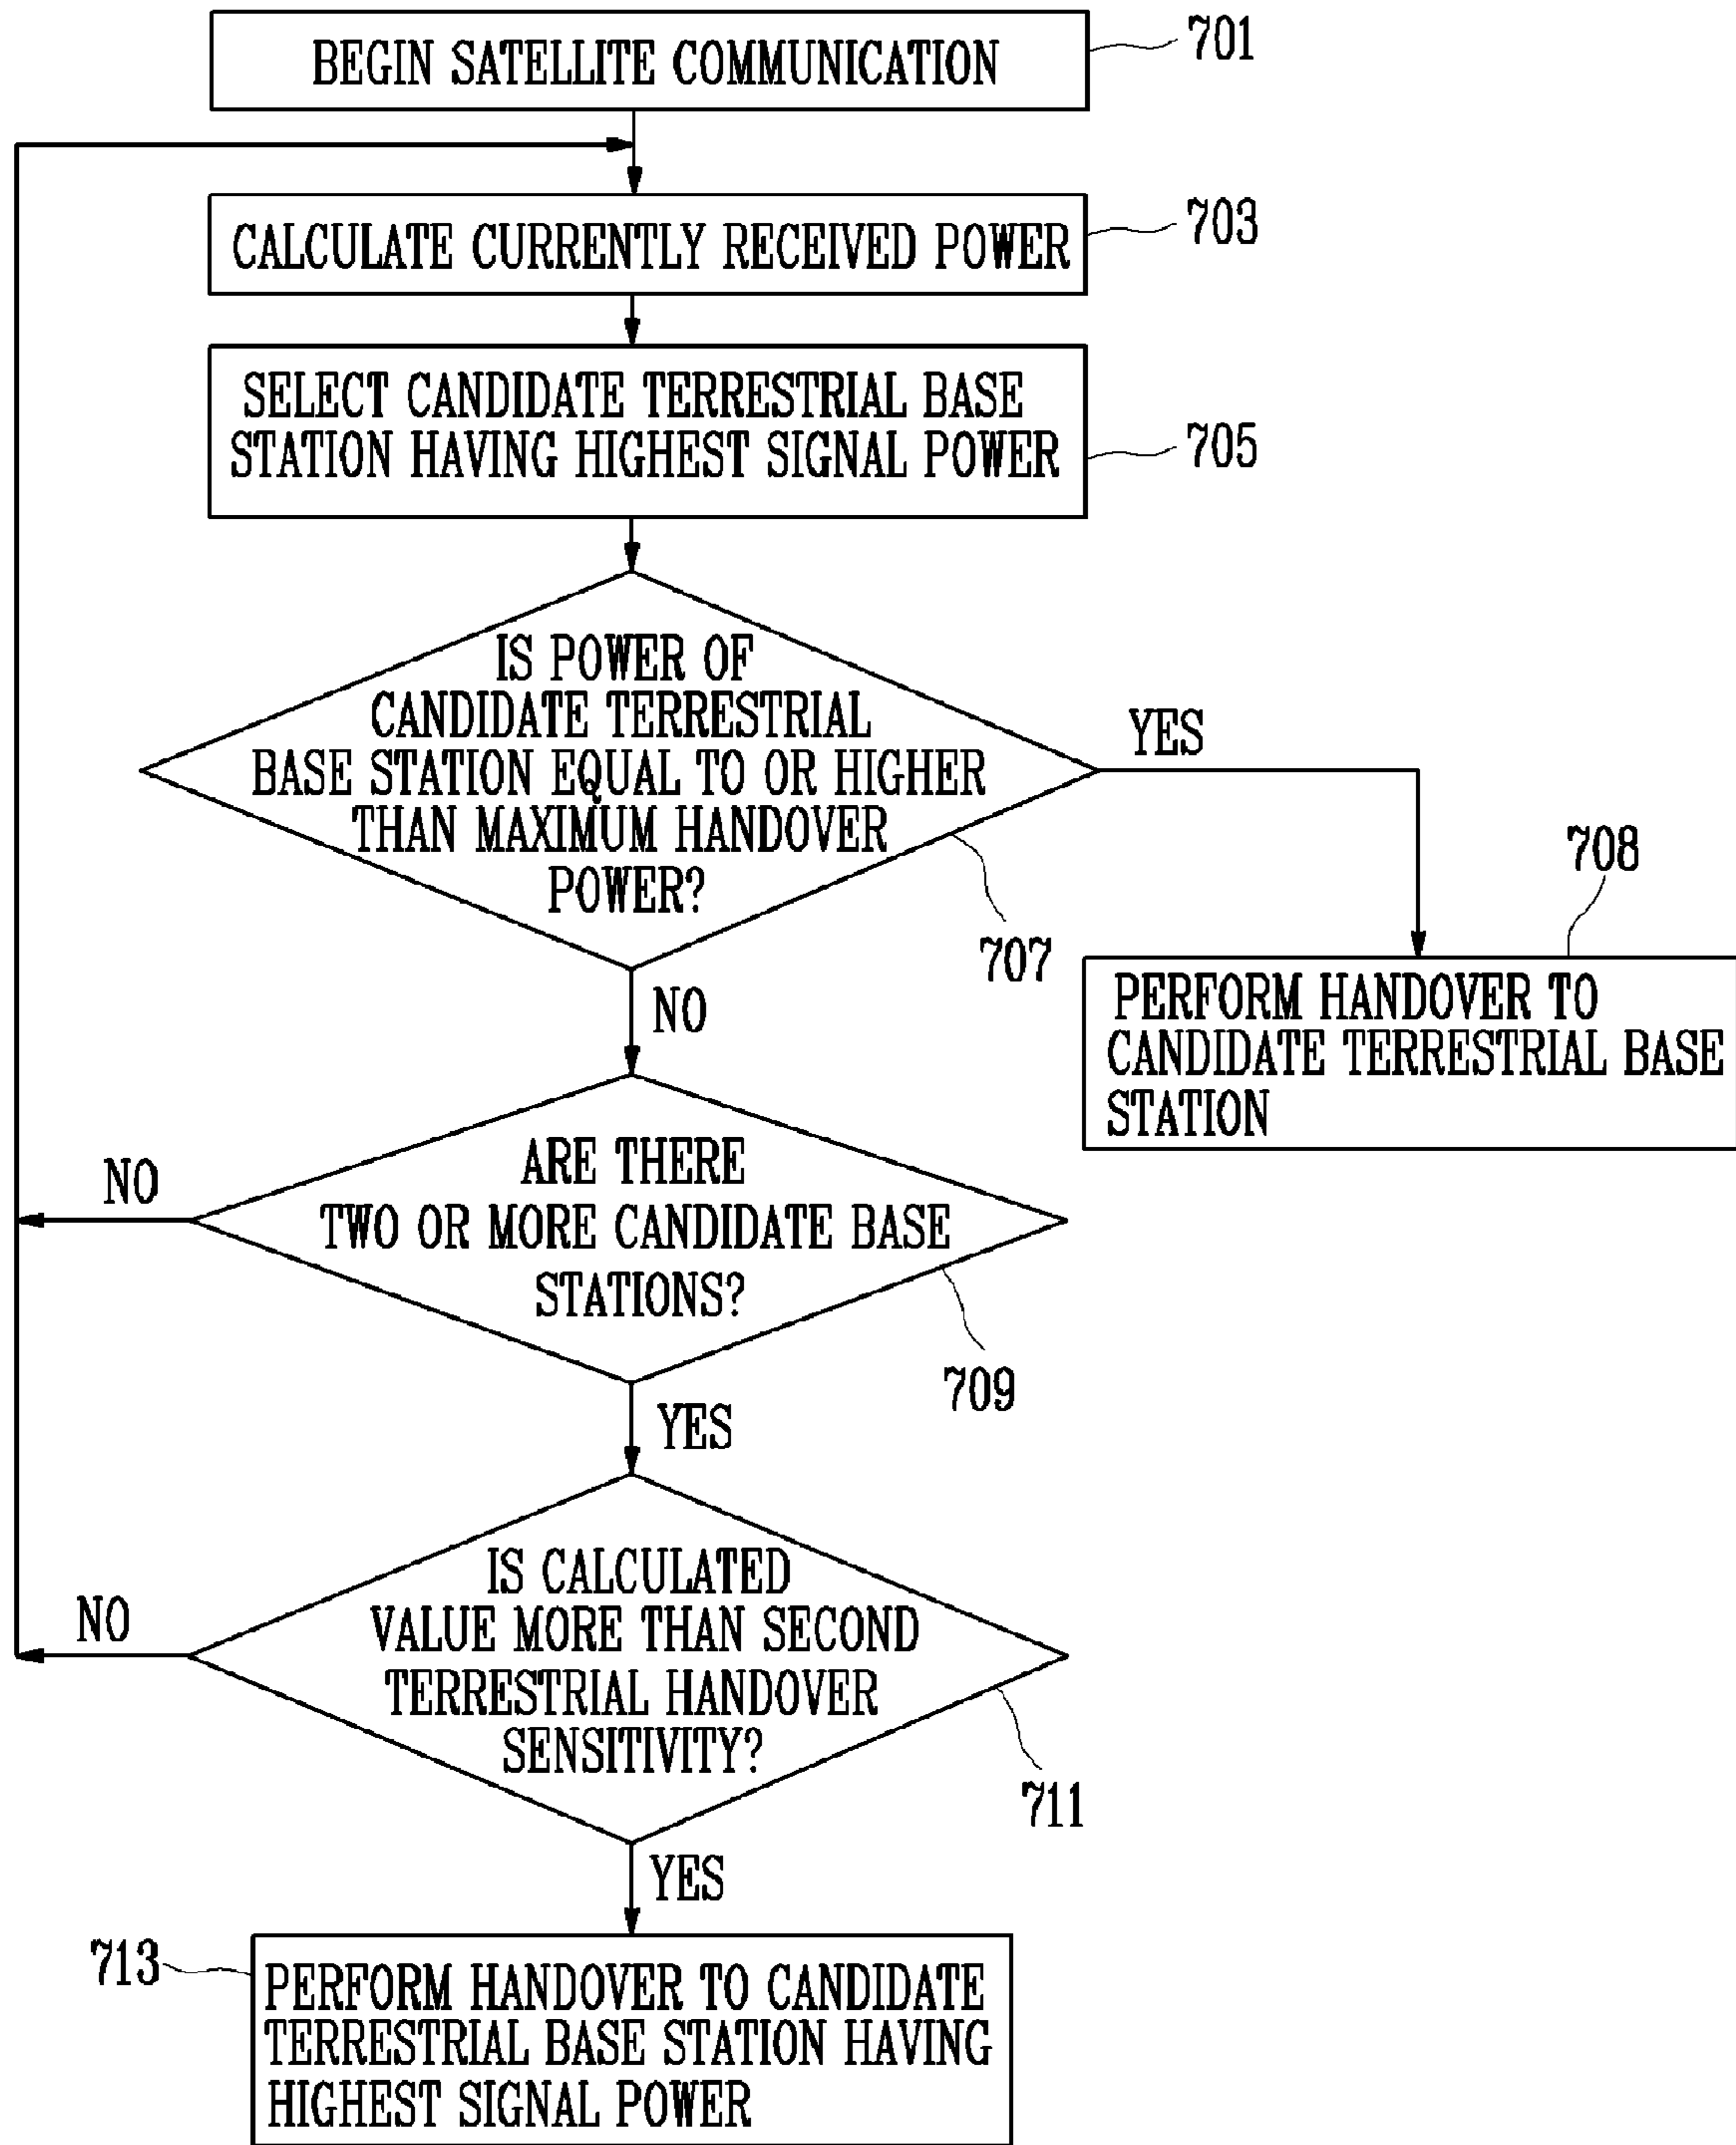 BEGIN SATELLITE COMMUNICATION
701
CALCULATE CURRENTLY RECEIVED POWER
703
SELECT CANDIDATE TERRESTRIAL BASE
STATION HAVING HIGHEST SIGNAL POWER
705
IS POWER OF
CANDIDATE TERRESTRIAL
BASE STATION EQUAL TO OR HIGHER
THAN MAXIMUM HANDOVER
POWER?
707
YES
708
PERFORM HANDOVER TO
CANDIDATE TERRESTRIAL BASE
STATION
NO
ARE THERE
TWO OR MORE CANDIDATE BASE
STATIONS?
709
NO
YES
IS CALCULATED
VALUE MORE THAN SECOND
TERRESTRIAL HANDOVER
SENSITIVITY?
711
NO
YES
713
PERFORM HANDOVER TO CANDIDATE
TERRESTRIAL BASE STATION HAVING
HIGHEST SIGNAL POWER